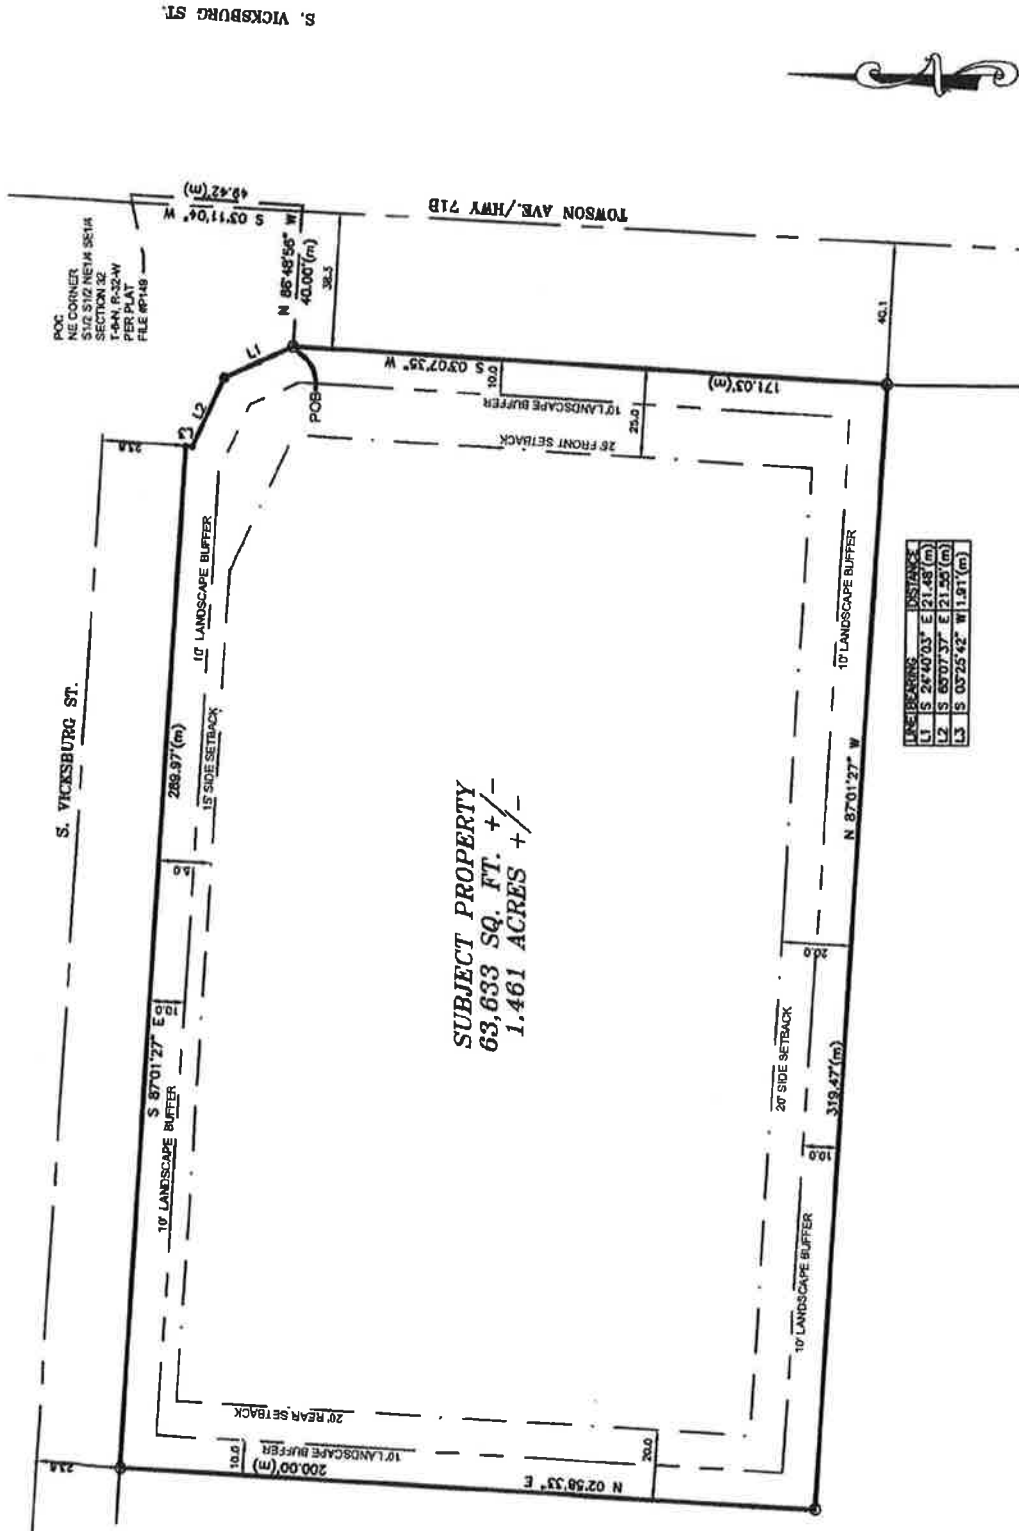 S. VICKSBURG ST.
N
POC
NE CORNER
S1/2 S1/2 NE1/4 SE1/4
SECTION 32
T-8-N, R-32-W
PER PLAT
FILE #P149
S 03°11'04" W
49.42'(m)
N 86°48'56" W
40.00'(m)
38.5
TOWSON AVE./HWY 71B
L1
L2
L3
POB
23.8
S. VICKSBURG ST.
289.97'(m)
S 87°01'27" E
10' LANDSCAPE BUFFER
15' SIDE SETBACK
15.0
10.0
10' LANDSCAPE BUFFER
S 03°07'35" W
171.03'(m)
10.0
10' LANDSCAPE BUFFER
25.0
25' FRONT SETBACK
40.1
SUBJECT PROPERTY
63,633 SQ. FT. +/-
1.461 ACRES +/-
10' LANDSCAPE BUFFER
N 87°01'27" W
319.47'(m)
20.0
20' SIDE SETBACK
10.0
10' LANDSCAPE BUFFER
LINE BEARING DISTANCE
L1 S 24°40'03" E 21.48'(m)
L2 S 65°07'37" E 21.55'(m)
L3 S 03°25'42" W 1.91'(m)
20' REAR SETBACK
10' LANDSCAPE BUFFER
10.0
200.00'(m)
N 02°58'33" E
20.0
23.8